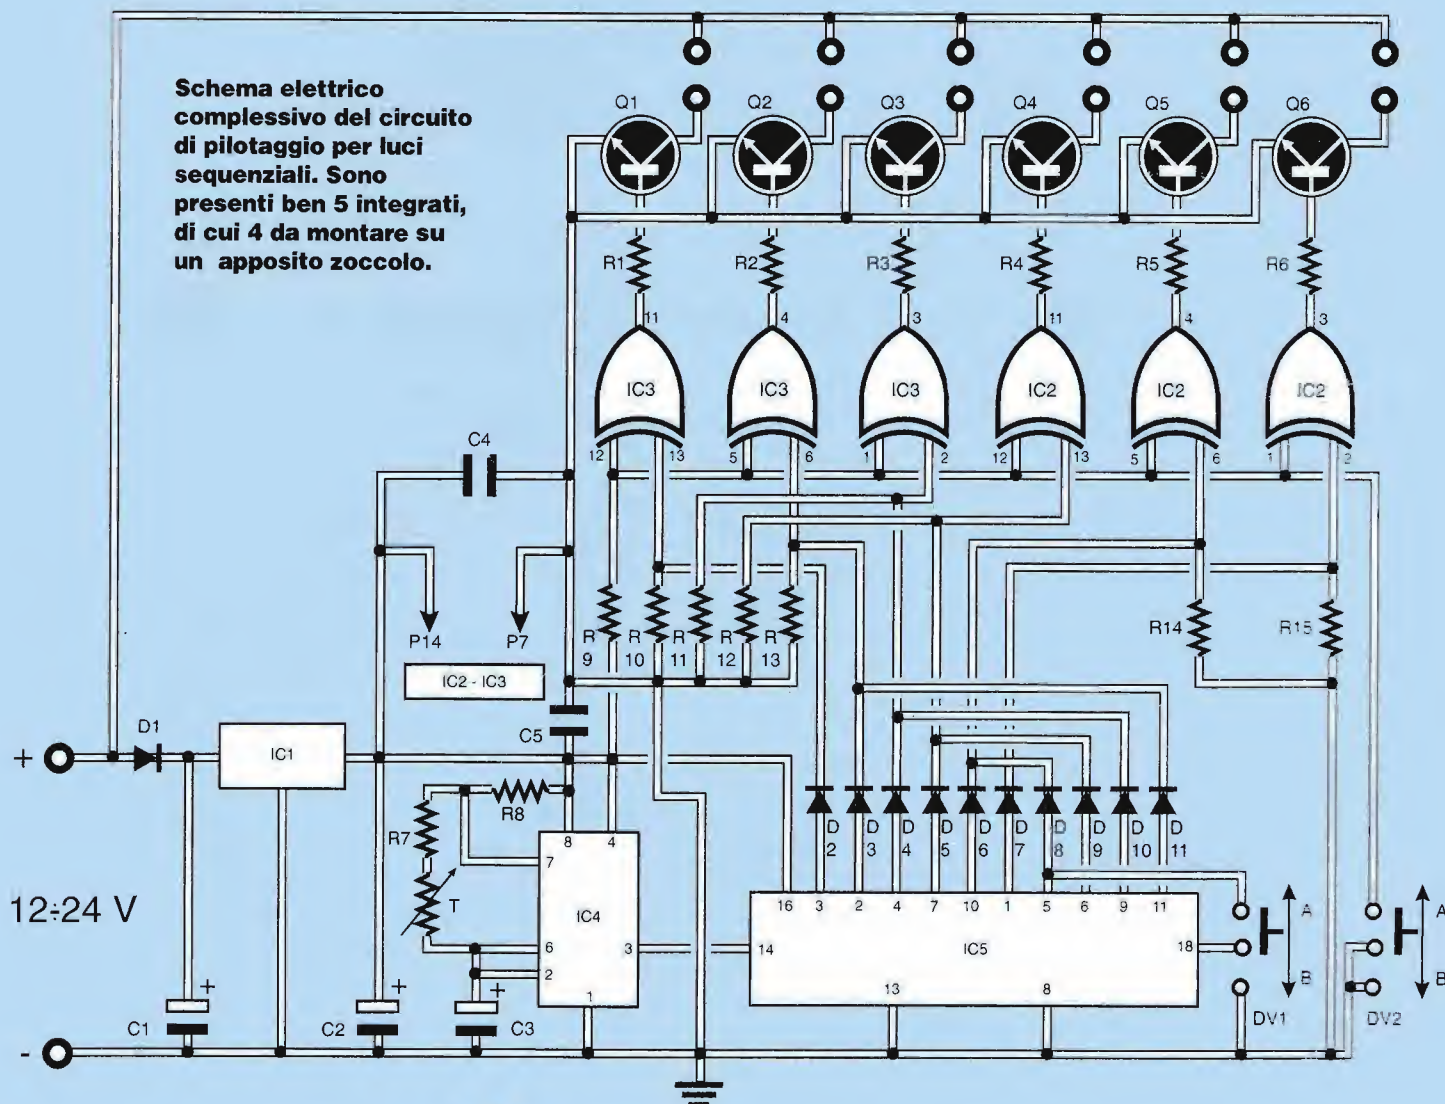 Schema elettrico
complessivo del circuito
di pilotaggio per luci
sequenziali. Sono
presenti ben 5 integrati,
di cui 4 da montare su
un apposito zoccolo.
Q1 Q2 Q3 Q4 Q5 Q6
R1 R2 R3 R4 R5 R6
11 4 3 11 4 3
IC3 IC3 IC3 IC2 IC2 IC2
12 13 5 6 1 2 12 13 5 6 1 2
C4
P14 P7
IC2 - IC3
R 9
R 10
R 11
R 12
R 13
R14 R15
D1
+
IC1
C5
R8
R7
T
8 4
7
IC4
6 3
2
1
D 2
D 3
D 4
D 5
D 6
D 7
D 8
D 9
D 10
D 11
16 3 2 4 7 10 1 5 6 9 11
14 IC5 18
13 8
A
B
DV1
A
B
DV2
12÷24 V
+ + +
C1 C2 C3
-